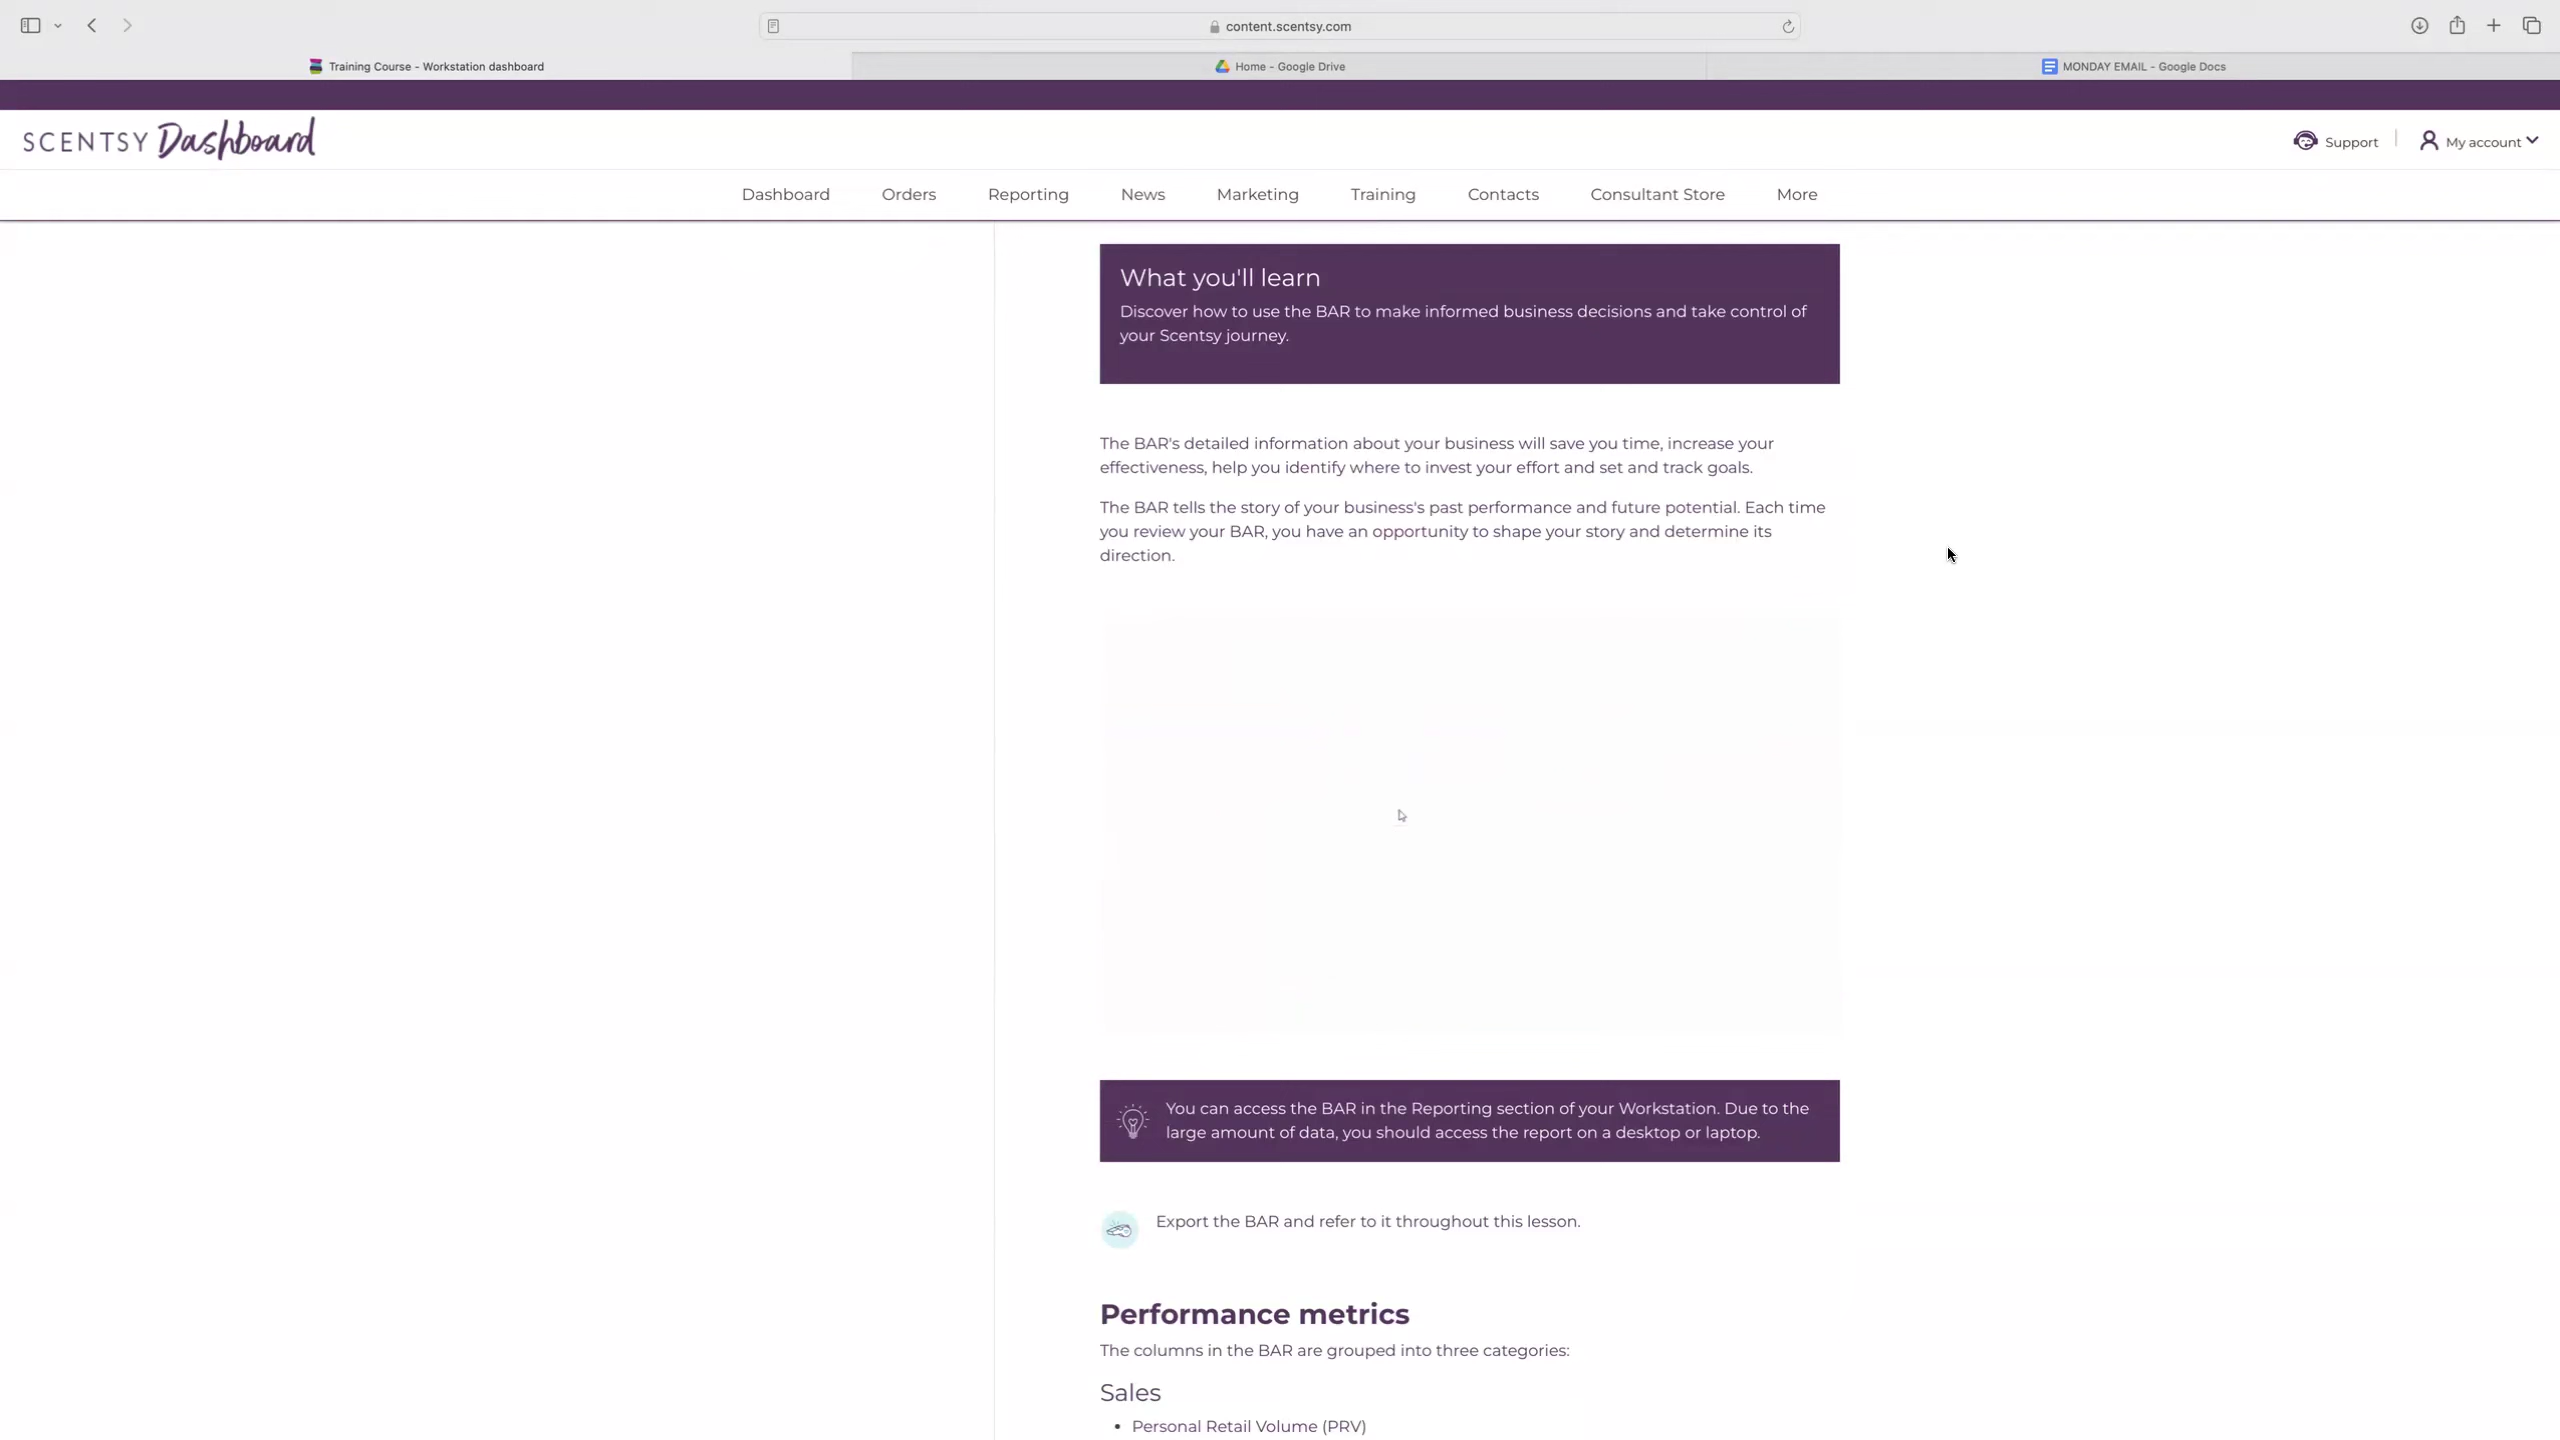 content.scentsy.com
Training Course - Workstation dashboard
Home - Google Drive
MONDAY EMAIL - Google Docs
SCENTSY Dashboard
Support
My account
Dashboard
Orders
Reporting
News
Marketing
Training
Contacts
Consultant Store
More
What you'll learn
Discover how to use the BAR to make informed business decisions and take control of
your Scentsy journey.
The BAR's detailed information about your business will save you time, increase your
effectiveness, help you identify where to invest your effort and set and track goals.
The BAR tells the story of your business's past performance and future potential. Each time
you review your BAR, you have an opportunity to shape your story and determine its
direction.
You can access the BAR in the Reporting section of your Workstation. Due to the
large amount of data, you should access the report on a desktop or laptop.
Export the BAR and refer to it throughout this lesson.
Performance metrics
The columns in the BAR are grouped into three categories:
Sales
• Personal Retail Volume (PRV)